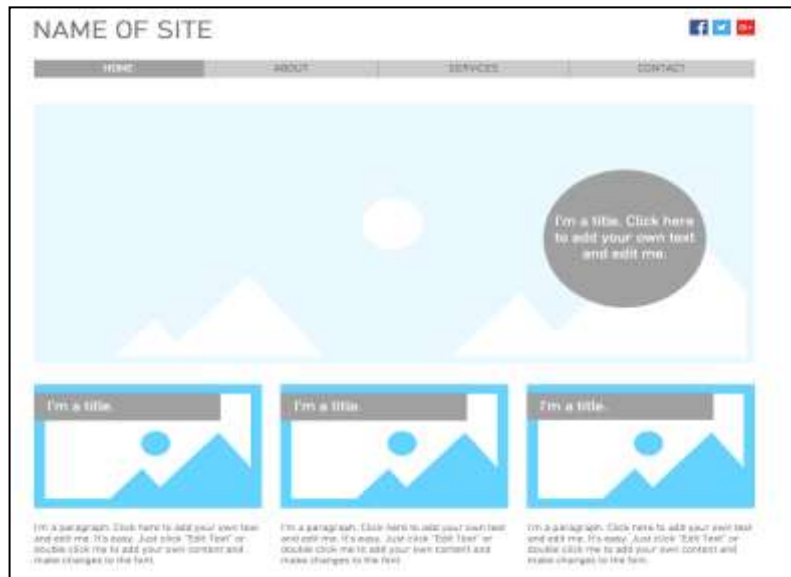 NAME OF SITE
f G+
HOME ABOUT SERVICES CONTACT
I'm a title. Click here
to add your own text
and edit me.
I'm a title.
I'm a title.
I'm a title.
I'm a paragraph. Click here to add your own text
and edit me. It's easy. Just click "Edit Text" or
double click me to add your own content and
make changes to the font.
I'm a paragraph. Click here to add your own text
and edit me. It's easy. Just click "Edit Text" or
double click me to add your own content and
make changes to the font.
I'm a paragraph. Click here to add your own text
and edit me. It's easy. Just click "Edit Text" or
double click me to add your own content and
make changes to the font.